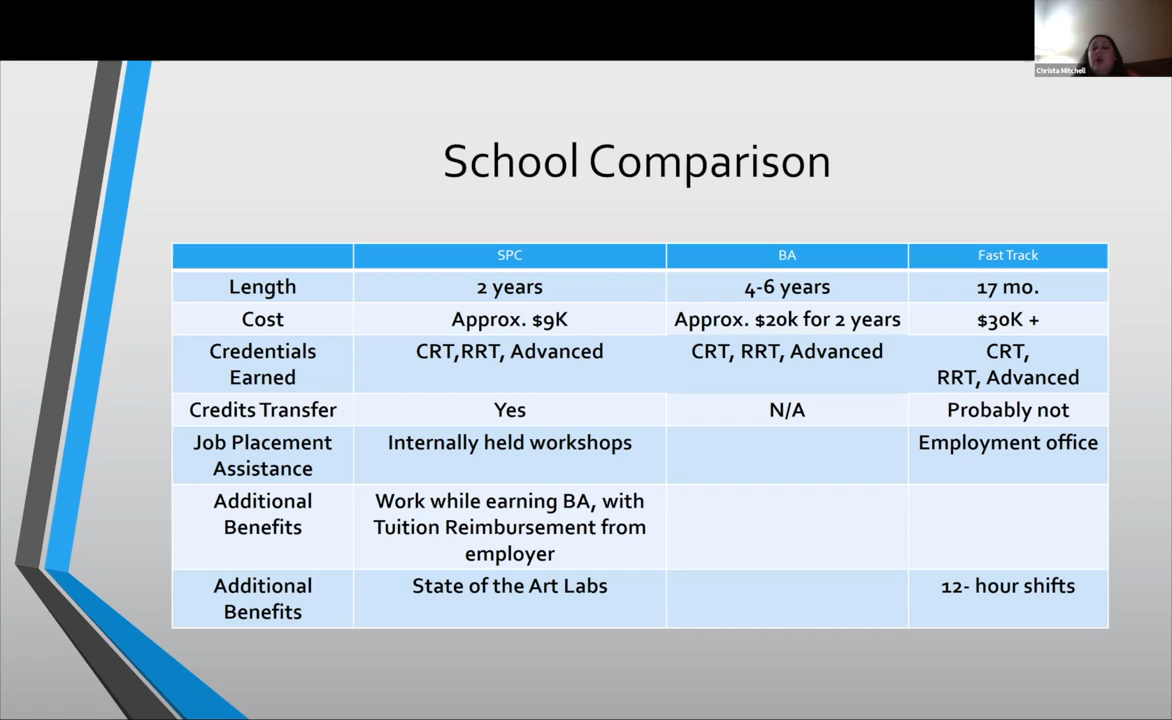 Christa Mitchell
School Comparison
SPC BA Fast Track
Length 2 years 4-6 years 17 mo.
Cost Approx. $9K Approx. $20k for 2 years $30K +
Credentials Earned CRT,RRT, Advanced CRT, RRT, Advanced CRT, RRT, Advanced
Credits Transfer Yes N/A Probably not
Job Placement Assistance Internally held workshops Employment office
Additional Benefits Work while earning BA, with Tuition Reimbursement from employer
Additional Benefits State of the Art Labs 12- hour shifts